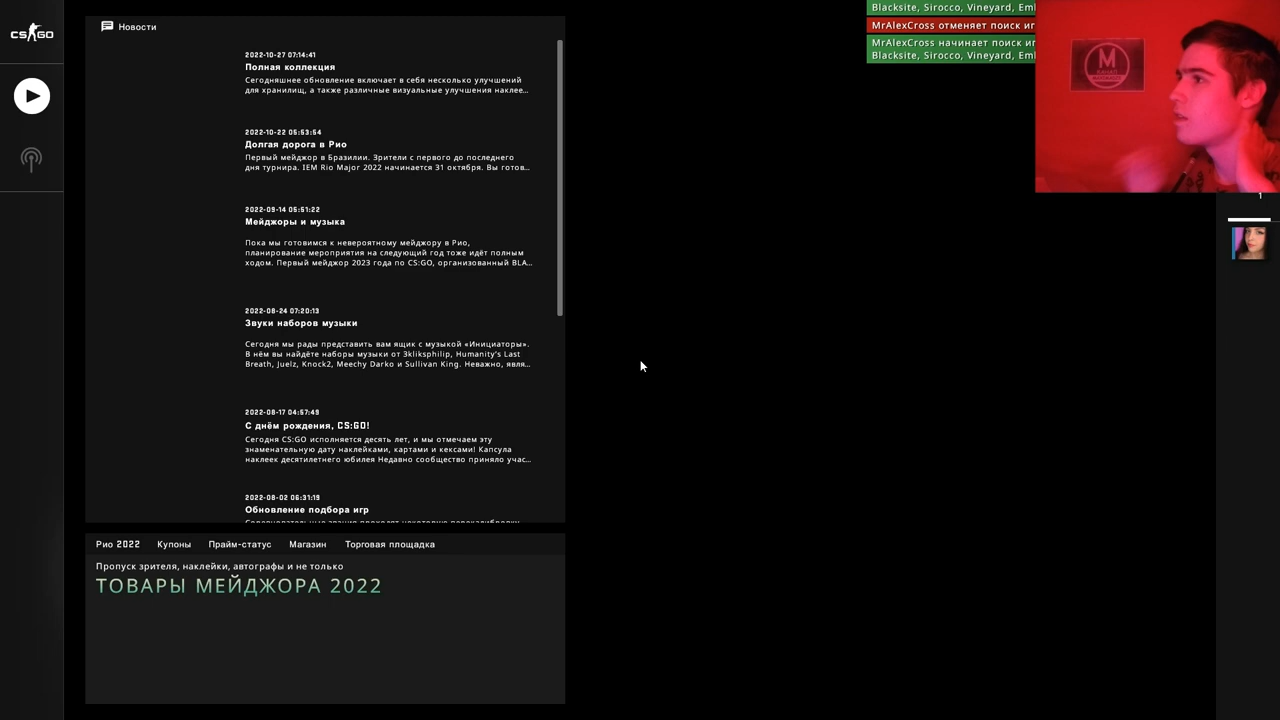 CS:GO
Новости
2022-10-27 07:14:41
Полная коллекция
Сегодняшнее обновление включает в себя несколько улучшений
для хранилищ, а также различные визуальные улучшения наклее…
2022-10-22 05:53:54
Долгая дорога в Рио
Первый мейджор в Бразилии. Зрители с первого до последнего
дня турнира. IEM Rio Major 2022 начинается 31 октября. Вы готов…
2022-09-14 05:51:22
Мейджоры и музыка
Пока мы готовимся к невероятному мейджору в Рио,
планирование мероприятия на следующий год тоже идёт полным
ходом. Первый мейджор 2023 года по CS:GO, организованный BLA…
2022-08-24 07:20:13
Звуки наборов музыки
Сегодня мы рады представить вам ящик с музыкой «Инициаторы».
В нём вы найдёте наборы музыки от 3kliksphilip, Humanity’s Last
Breath, Juelz, Knock2, Meechy Darko и Sullivan King. Неважно, явля…
2022-08-17 04:57:49
С днём рождения, CS:GO!
Сегодня CS:GO исполняется десять лет, и мы отмечаем эту
знаменательную дату наклейками, картами и кексами! Капсула
наклеек десятилетнего юбилея Недавно сообщество приняло учас…
2022-08-02 06:31:19
Обновление подбора игр
Рио 2022 Купоны Прайм-статус Магазин Торговая площадка
Пропуск зрителя, наклейки, автографы и не только
ТОВАРЫ МЕЙДЖОРА 2022
Blacksite, Sirocco, Vineyard, Eml
MrAlexCross отменяет поиск иг
MrAlexCross начинает поиск иг
Blacksite, Sirocco, Vineyard, Eml
M
1